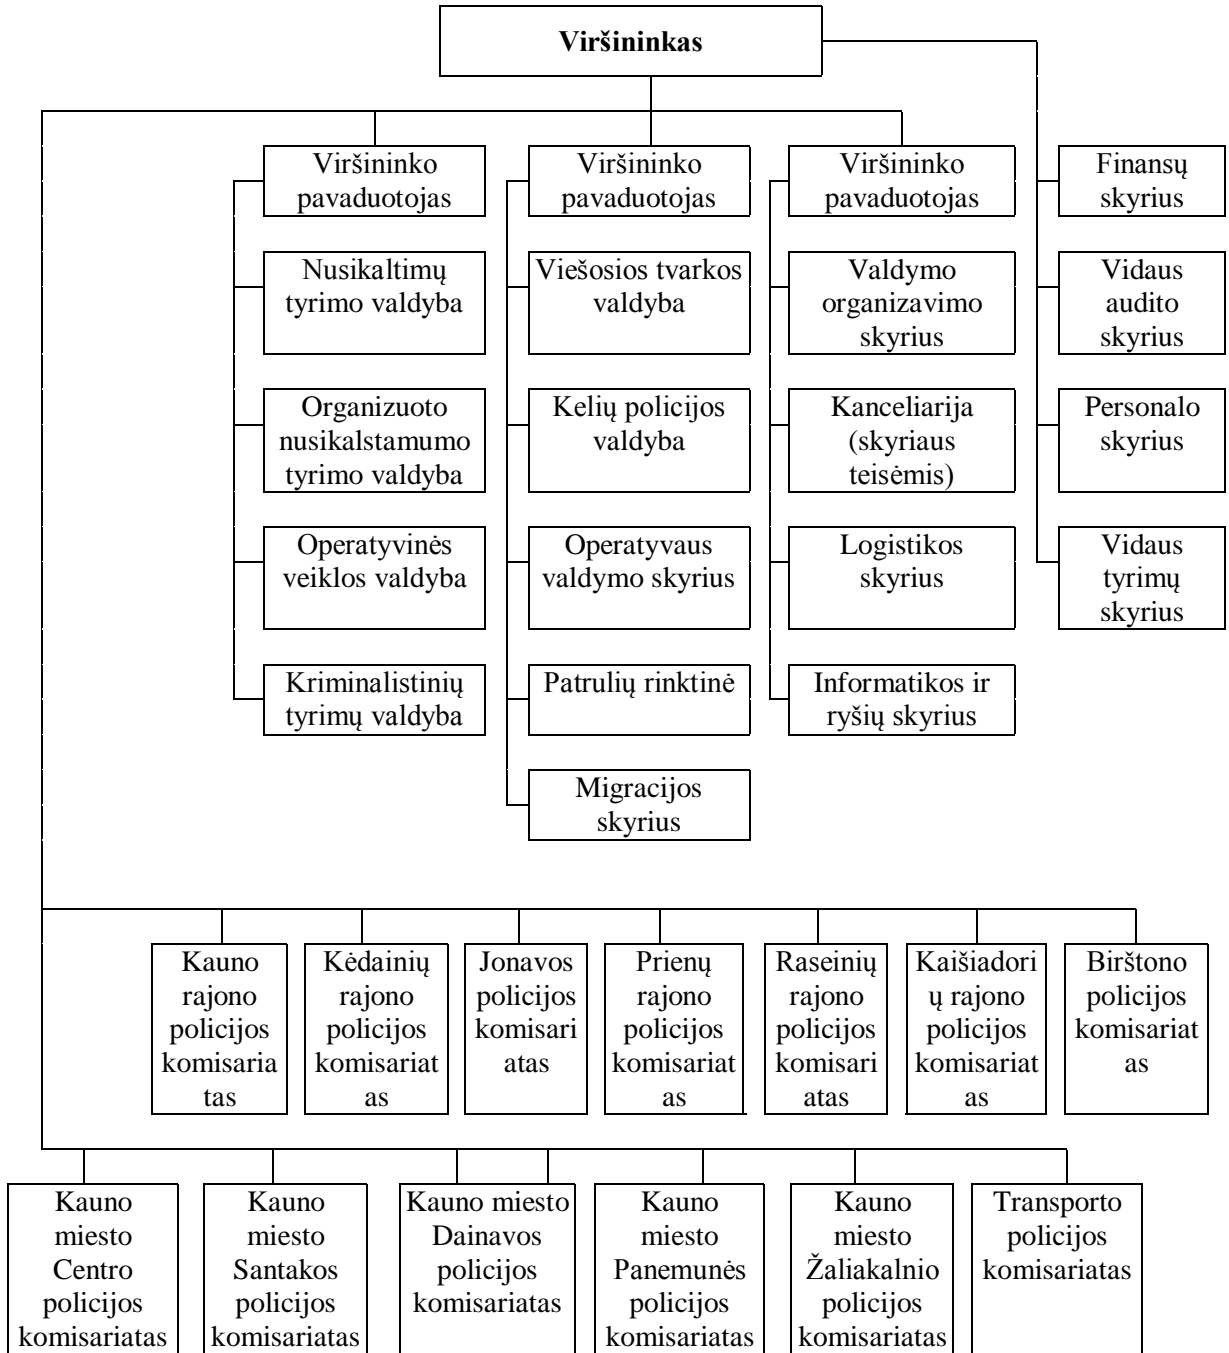 Viršininkas
Viršininko
pavaduotojas
Viršininko
pavaduotojas
Viršininko
pavaduotojas
Finansų
skyrius
Nusikaltimų
tyrimo valdyba
Viešosios tvarkos
valdyba
Valdymo
organizavimo
skyrius
Vidaus
audito
skyrius
Organizuoto
nusikalstamumo
tyrimo valdyba
Kelių policijos
valdyba
Kanceliarija
(skyriaus
teisėmis)
Personalo
skyrius
Operatyvinės
veiklos valdyba
Operatyvaus
valdymo skyrius
Logistikos
skyrius
Vidaus
tyrimų
skyrius
Kriminalistinių
tyrimų valdyba
Patrulių rinktinė
Informatikos ir
ryšių skyrius
Migracijos
skyrius
Kauno
rajono
policijos
komisaria
tas
Kėdainių
rajono
policijos
komisariat
as
Jonavos
policijos
komisari
atas
Prienų
rajono
policijos
komisariat
as
Raseinių
rajono
policijos
komisari
atas
Kaišiadori
ų rajono
policijos
komisariat
as
Birštono
policijos
komisariat
as
Kauno
miesto
Centro
policijos
komisariatas
Kauno
miesto
Santakos
policijos
komisariatas
Kauno miesto
Dainavos
policijos
komisariatas
Kauno
miesto
Panemunės
policijos
komisariatas
Kauno
miesto
Žaliakalnio
policijos
komisariatas
Transporto
policijos
komisariatas